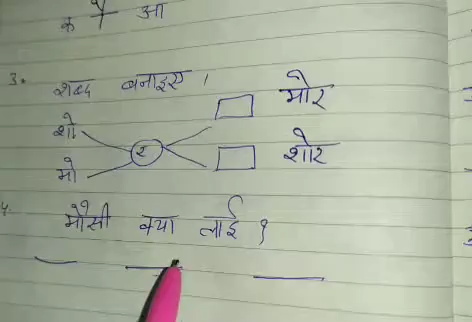 क आ
3. शब्द बनाइए ।
मोर
शो
र
शोर
मो
4. मौसी क्या लाई ?